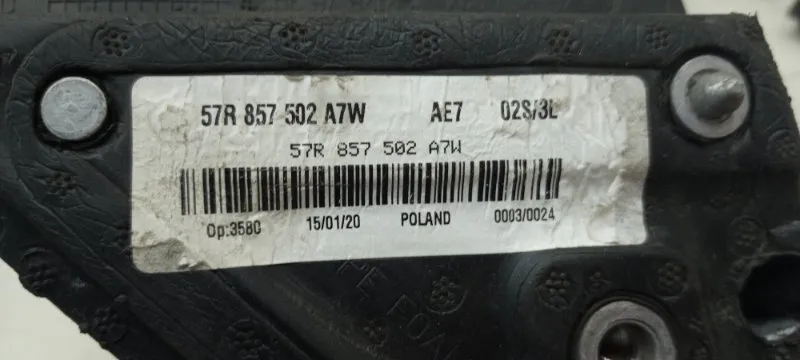 57R 857 502 A7W AE7 02S/3L
57R 857 502 A7W
Op:3580 15/01/20 POLAND 0003/0024